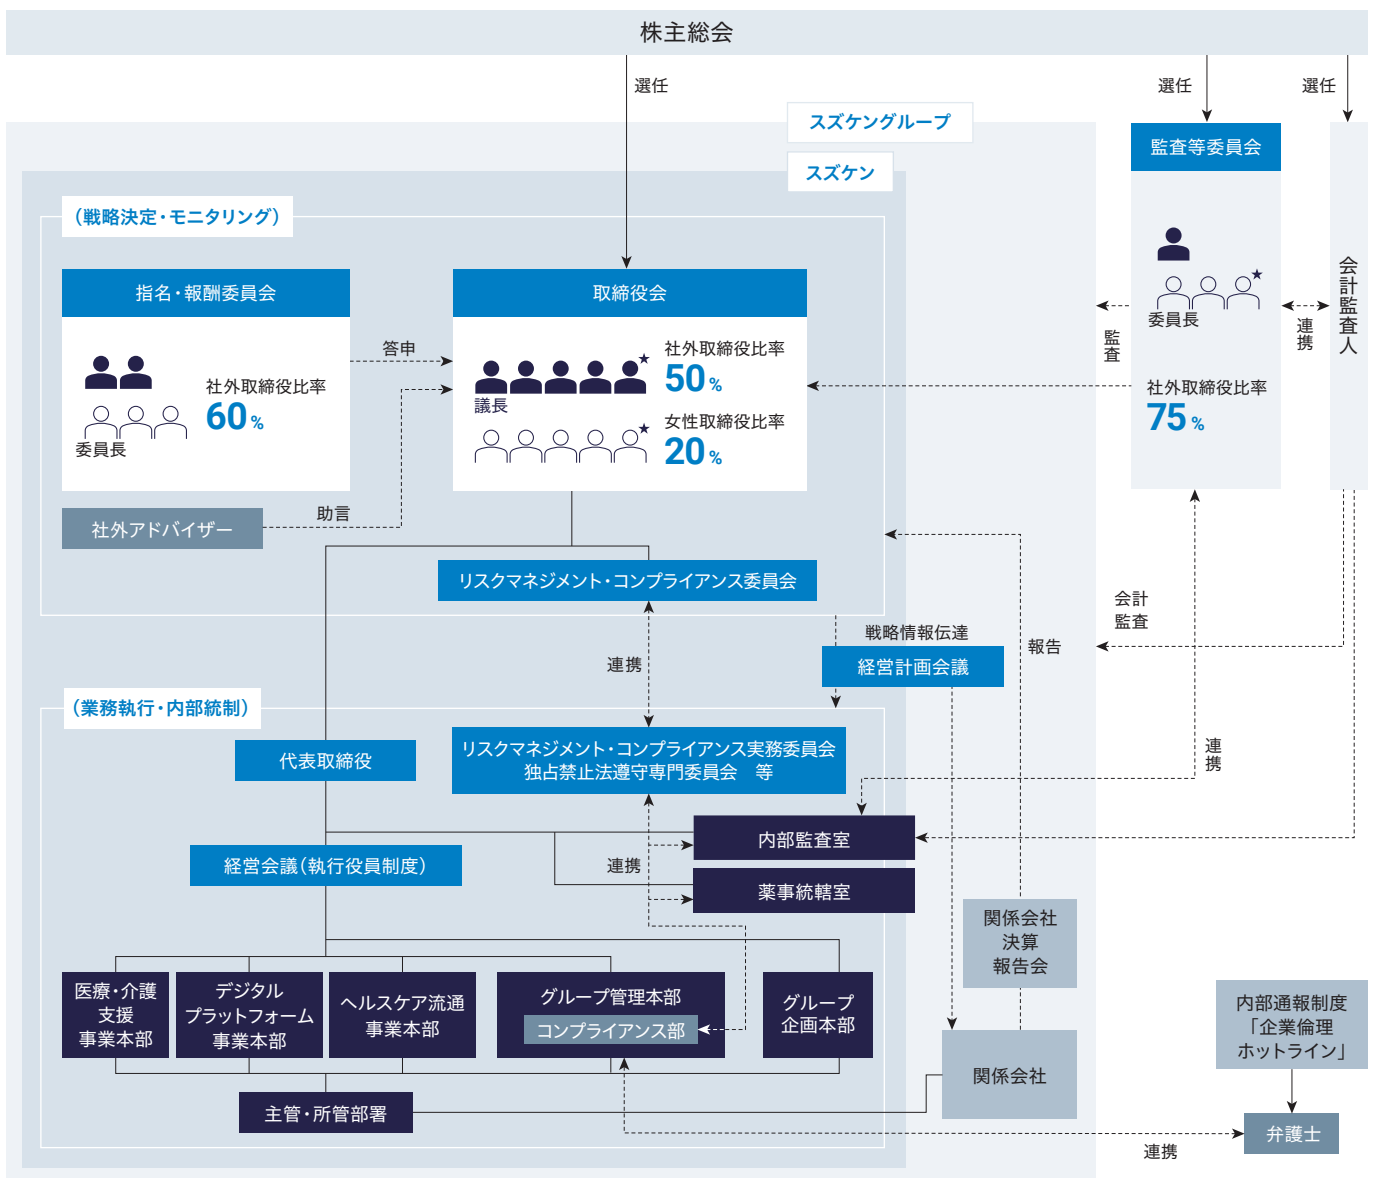 株主総会
選任
選任
選任
スズケングループ
スズケン
監査等委員会
委員長
社外取締役比率
75%
監査
連携
会計監査人
（戦略決定・モニタリング）
指名・報酬委員会
社外取締役比率
60%
委員長
答申
取締役会
議長
社外取締役比率
50%
女性取締役比率
20%
社外アドバイザー
助言
リスクマネジメント・コンプライアンス委員会
連携
戦略情報伝達
経営計画会議
報告
会計
監査
連携
（業務執行・内部統制）
代表取締役
リスクマネジメント・コンプライアンス実務委員会
独占禁止法遵守専門委員会　等
経営会議（執行役員制度）
連携
内部監査室
薬事統轄室
関係会社
決算
報告会
医療・介護
支援
事業本部
デジタル
プラットフォーム
事業本部
ヘルスケア流通
事業本部
グループ管理本部
コンプライアンス部
グループ
企画本部
関係会社
内部通報制度
「企業倫理
ホットライン」
主管・所管部署
連携
弁護士